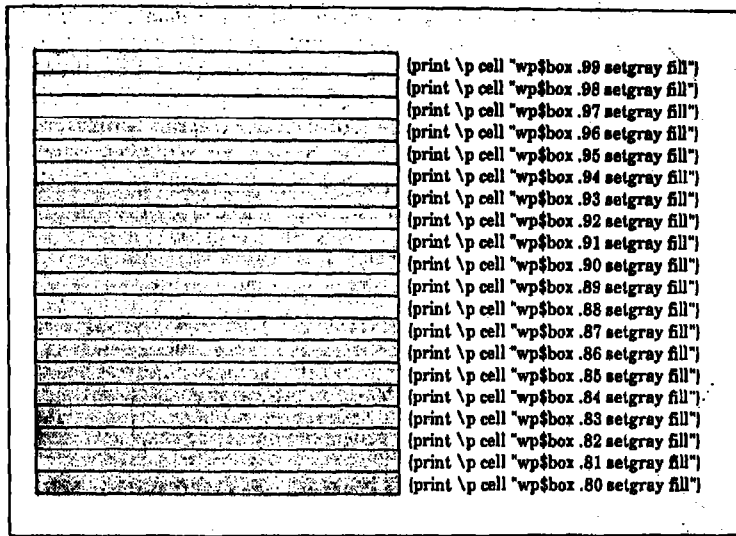 {print \p cell "wp$box .99 setgray fill"}
{print \p cell "wp$box .98 setgray fill"}
{print \p cell "wp$box .97 setgray fill"}
{print \p cell "wp$box .96 setgray fill"}
{print \p cell "wp$box .95 setgray fill"}
{print \p cell "wp$box .94 setgray fill"}
{print \p cell "wp$box .93 setgray fill"}
{print \p cell "wp$box .92 setgray fill"}
{print \p cell "wp$box .91 setgray fill"}
{print \p cell "wp$box .90 setgray fill"}
{print \p cell "wp$box .89 setgray fill"}
{print \p cell "wp$box .88 setgray fill"}
{print \p cell "wp$box .87 setgray fill"}
{print \p cell "wp$box .86 setgray fill"}
{print \p cell "wp$box .85 setgray fill"}
{print \p cell "wp$box .84 setgray fill"}
{print \p cell "wp$box .83 setgray fill"}
{print \p cell "wp$box .82 setgray fill"}
{print \p cell "wp$box .81 setgray fill"}
{print \p cell "wp$box .80 setgray fill"}